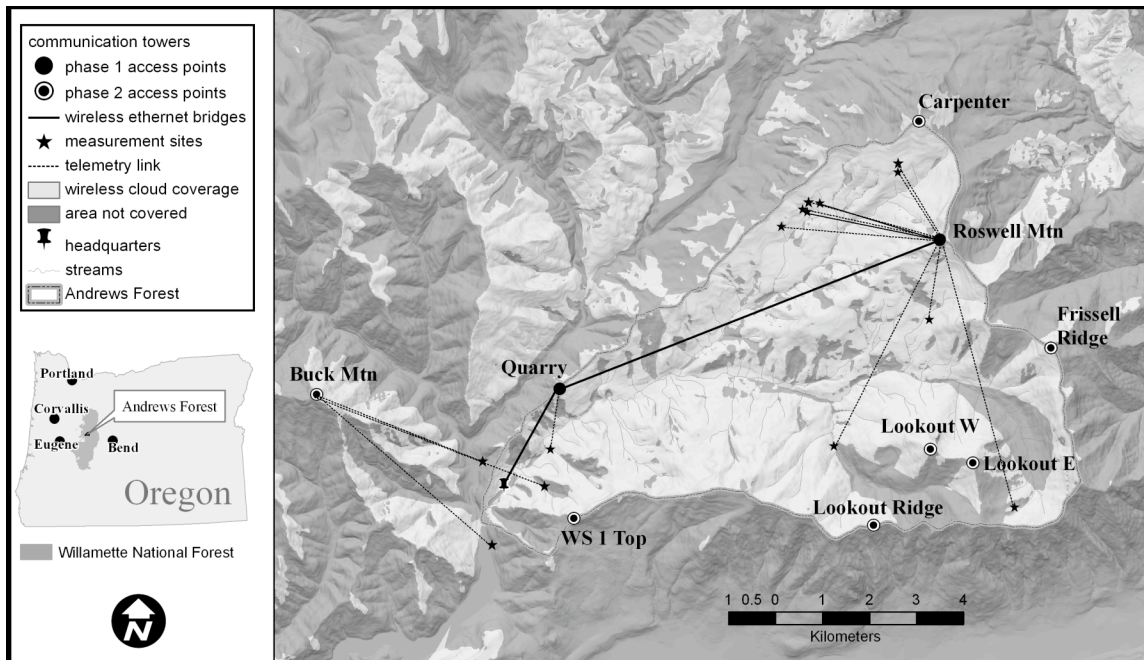 communication towers
phase 1 access points
phase 2 access points
wireless ethernet bridges
measurement sites
telemetry link
wireless cloud coverage
area not covered
headquarters
streams
Andrews Forest
Portland
Corvallis
Andrews Forest
Eugene
Bend
Oregon
Willamette National Forest
N
Carpenter
Roswell Mtn
Frissell
Ridge
Quarry
Buck Mtn
Lookout W
Lookout E
Lookout Ridge
WS 1 Top
1 0.5 0 1 2 3 4
Kilometers